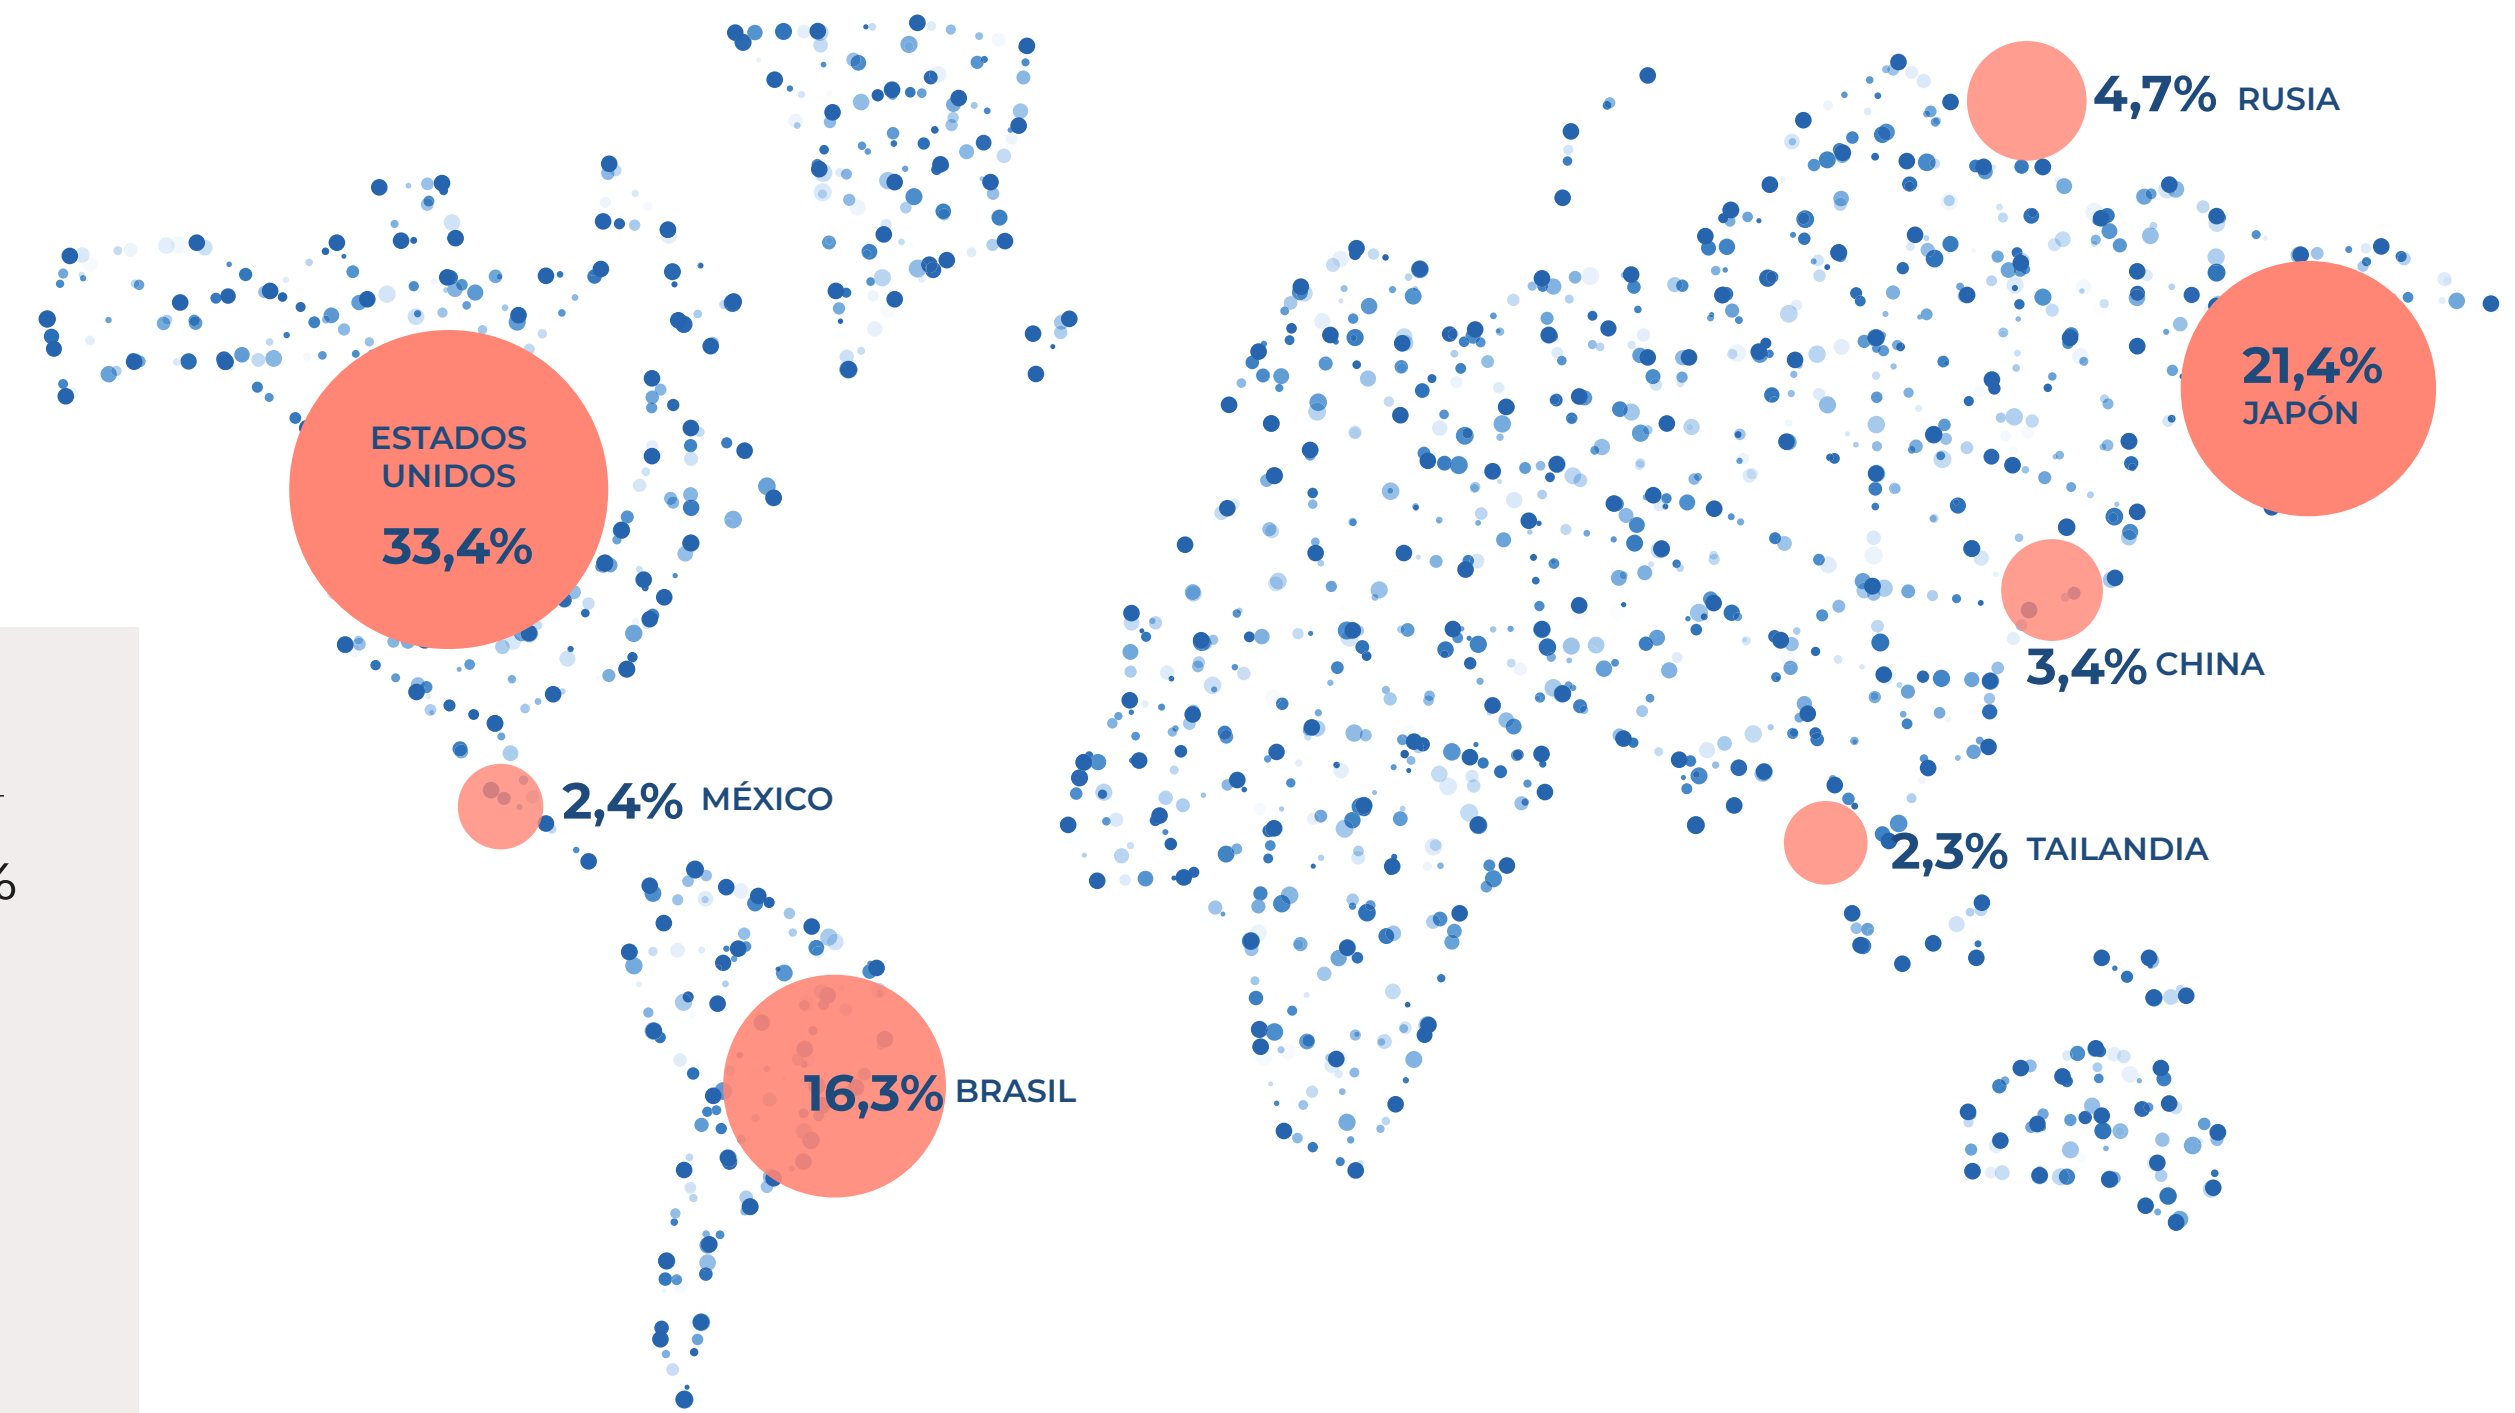 4,7% RUSIA
21,4%
JAPÓN
ESTADOS
UNIDOS
33,4%
3,4% CHINA
2,4% MÉXICO
2,3% TAILANDIA
%
16,3% BRASIL